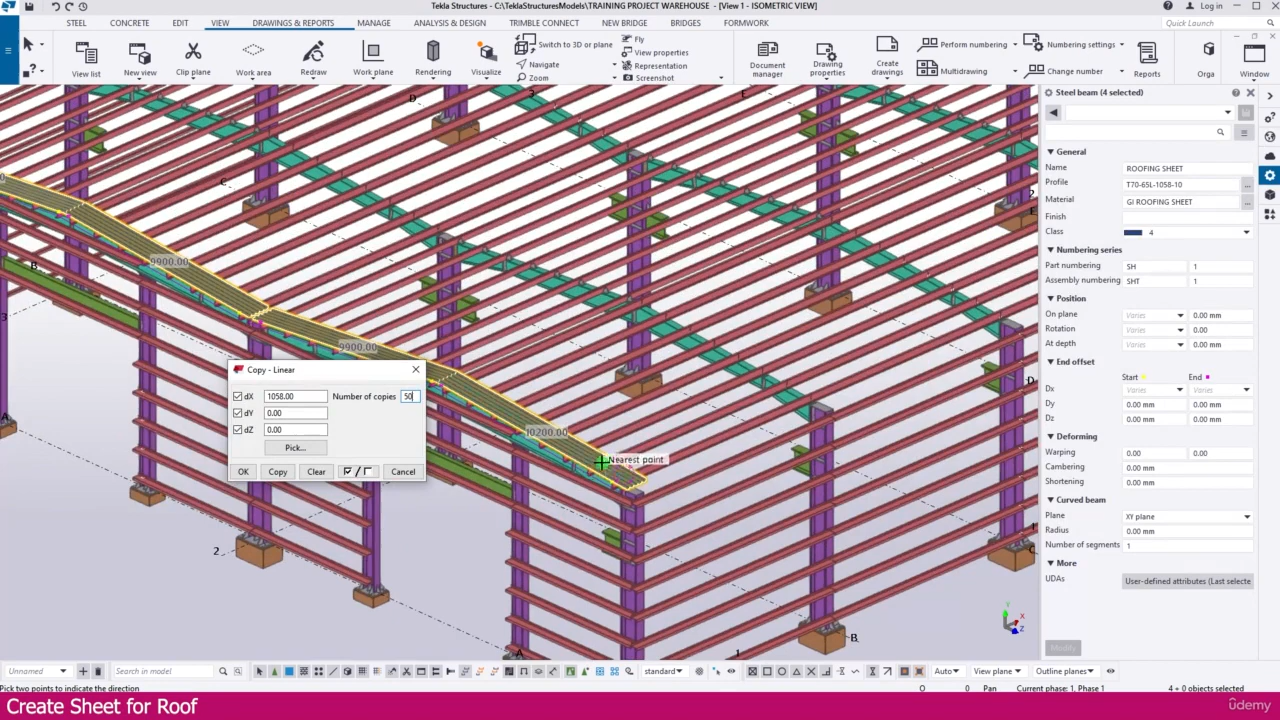 Tekla Structures - C:\TeklaStructuresModels\TRAINING PROJECT WAREHOUSE - [View 1 - ISOMETRIC VIEW]
Log in
STEEL CONCRETE EDIT VIEW DRAWINGS & REPORTS MANAGE ANALYSIS & DESIGN TRIMBLE CONNECT NEW BRIDGE BRIDGES FORMWORK
Quick Launch
View list
New view
Clip plane
Work area
Redraw
Work plane
Rendering
Visualize
Switch to 3D or plane
Navigate
Zoom
Fly
View properties
Representation
Screenshot
Document manager
Drawing properties
Create drawings
Perform numbering
Multidrawing
Numbering settings
Change number
Reports
Orga
Window
Steel beam (4 selected)
General
Name ROOFING SHEET
Profile T70-65L-1058-10 ...
Material GI ROOFING SHEET ...
Finish
Class 4
Numbering series
Part numbering SH 1
Assembly numbering SHT 1
Position
On plane Varies 0.00 mm
Rotation Varies 0.00
At depth Varies 0.00 mm
End offset
Start End
Dx Varies Varies
Dy 0.00 mm 0.00 mm
Dz 0.00 mm 0.00 mm
Deforming
Warping 0.00 0.00
Cambering 0.00 mm
Shortening 0.00 mm
Curved beam
Plane XY plane
Radius 0.00 mm
Number of segments 1
More
UDAs User-defined attributes (Last selecte
Modify
D
E
C
B
3
2
A
9900.00
9900.00
10200.00
Nearest point
2
E
D
C
1
B
A
1
Copy - Linear
dX 1058.00 Number of copies 50
dY 0.00
dZ 0.00
Pick...
OK Copy Clear / Cancel
Unnamed
Search in model
standard
Auto
View plane
Outline planes
Pick two points to indicate the direction
O 0 Pan Current phase: 1, Phase 1 4 + 0 objects selected
Create Sheet for Roof
ûdemy